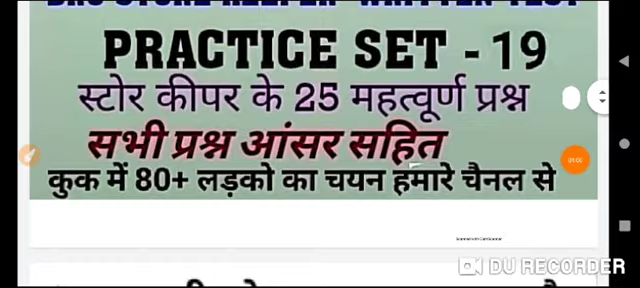 PRACTICE SET - 19
स्टोर कीपर के 25 महत्वूर्ण प्रश्न
सभी प्रश्न आंसर सहित
कुक में 80+ लड़को का चयन हमारे चैनल से
DU RECORDER